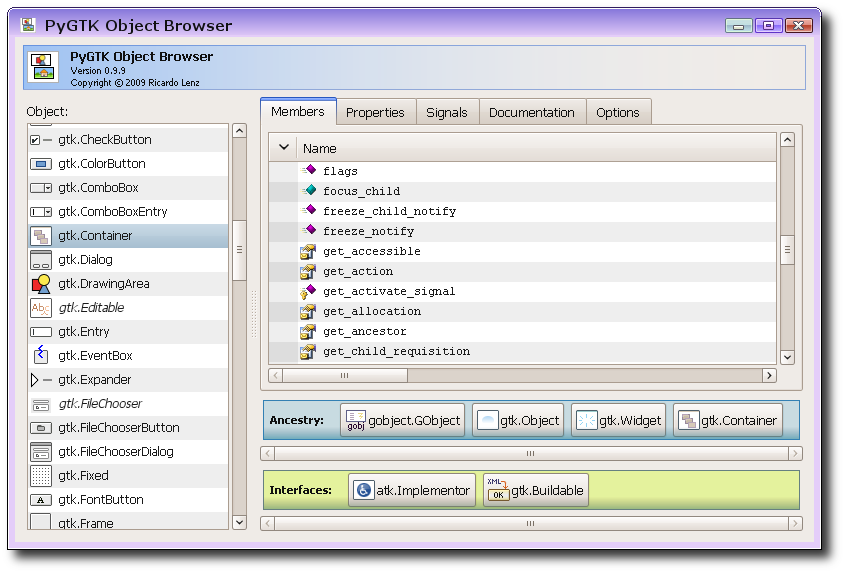 PyGTK Object Browser
PyGTK Object Browser
Version 0.9.9
Copyright © 2009 Ricardo Lenz
Object:
gtk.CheckButton
gtk.ColorButton
gtk.ComboBox
gtk.ComboBoxEntry
gtk.Container
gtk.Dialog
gtk.DrawingArea
Abc
gtk.Editable
gtk.Entry
gtk.EventBox
gtk.Expander
gtk.FileChooser
gtk.FileChooserButton
gtk.FileChooserDialog
gtk.Fixed
A gtk.FontButton
gtk.Frame
Members Properties Signals Documentation Options
Name
flags
focus_child
freeze_child_notify
freeze_notify
get_accessible
get_action
get_activate_signal
get_allocation
get_ancestor
get_child_requisition
Ancestry: gobj gobject.GObject gtk.Object gtk.Widget gtk.Container
Interfaces: atk.Implementor XML OK gtk.Buildable